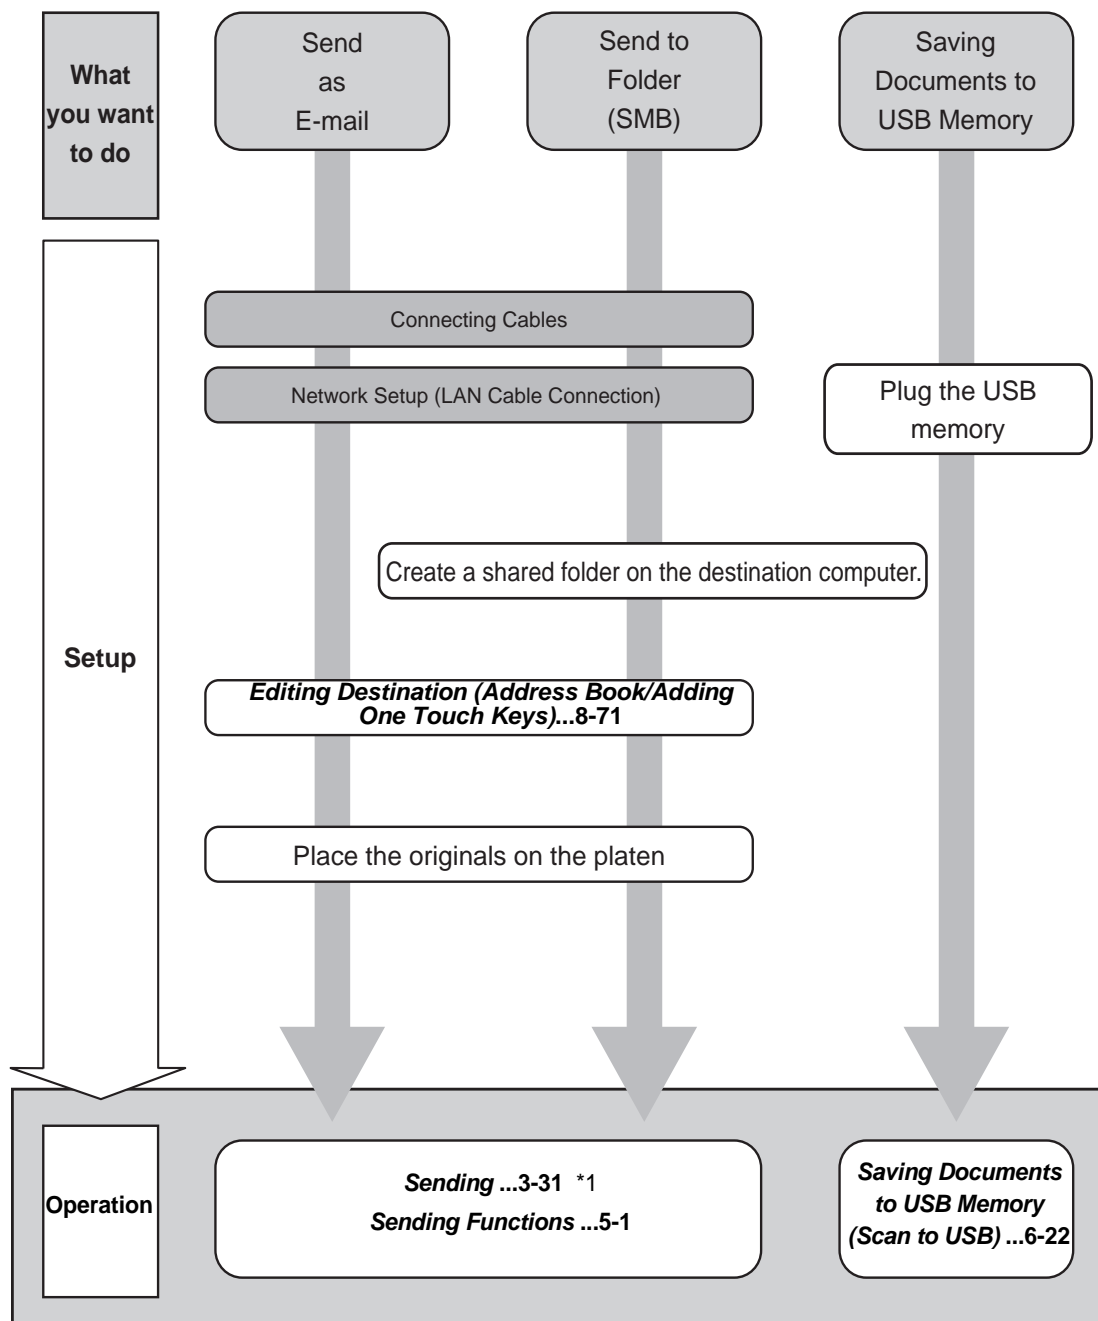 What
you want
to do
Send
as
E-mail
Send to
Folder
(SMB)
Saving
Documents to
USB Memory
Connecting Cables
Network Setup (LAN Cable Connection)
Plug the USB
memory
Create a shared folder on the destination computer.
Setup
Editing Destination (Address Book/Adding
One Touch Keys)...8-71
Place the originals on the platen
Operation
Sending ...3-31 *1
Sending Functions ...5-1
Saving Documents
to USB Memory
(Scan to USB) ...6-22